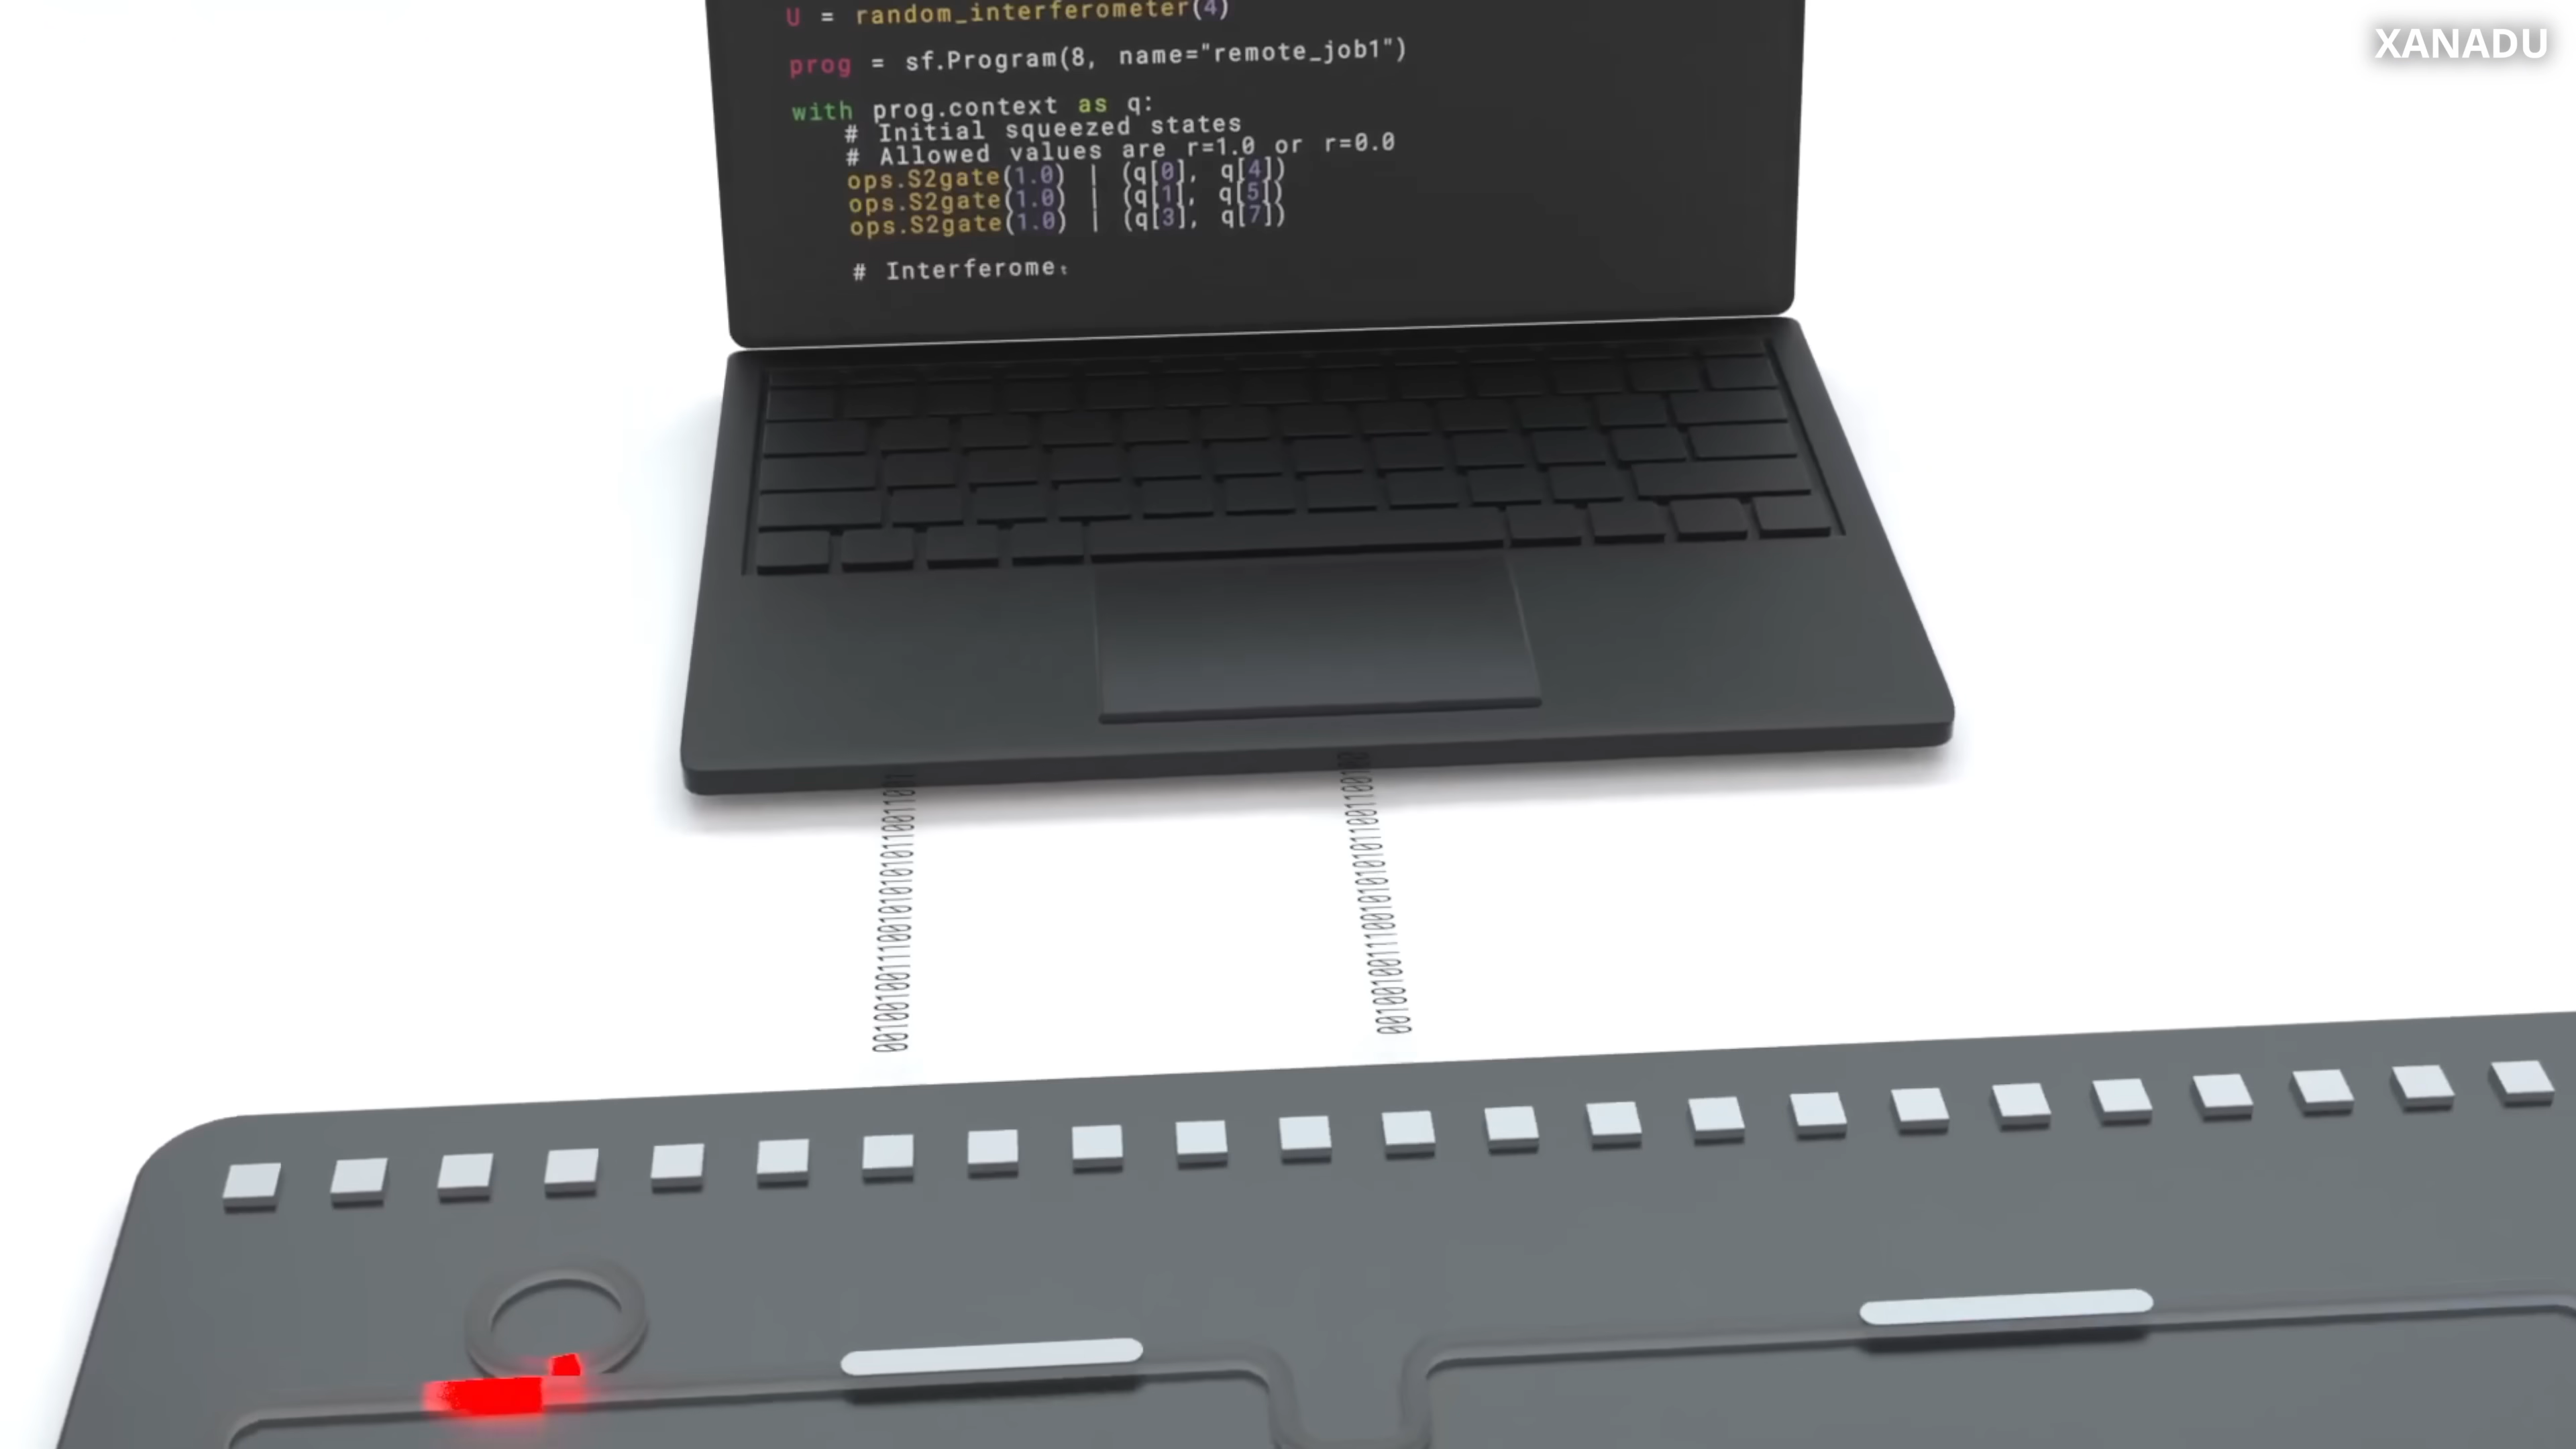 XANADU
U = random_interferometer(4)
prog = sf.Program(8, name="remote_job1")
with prog.context as q:
# Initial squeezed states
# Allowed values are r=1.0 or r=0.0
ops.S2gate(1.0) | (q[0], q[4])
ops.S2gate(1.0) | (q[1], q[5])
ops.S2gate(1.0) | (q[3], q[7])
# Interferomet